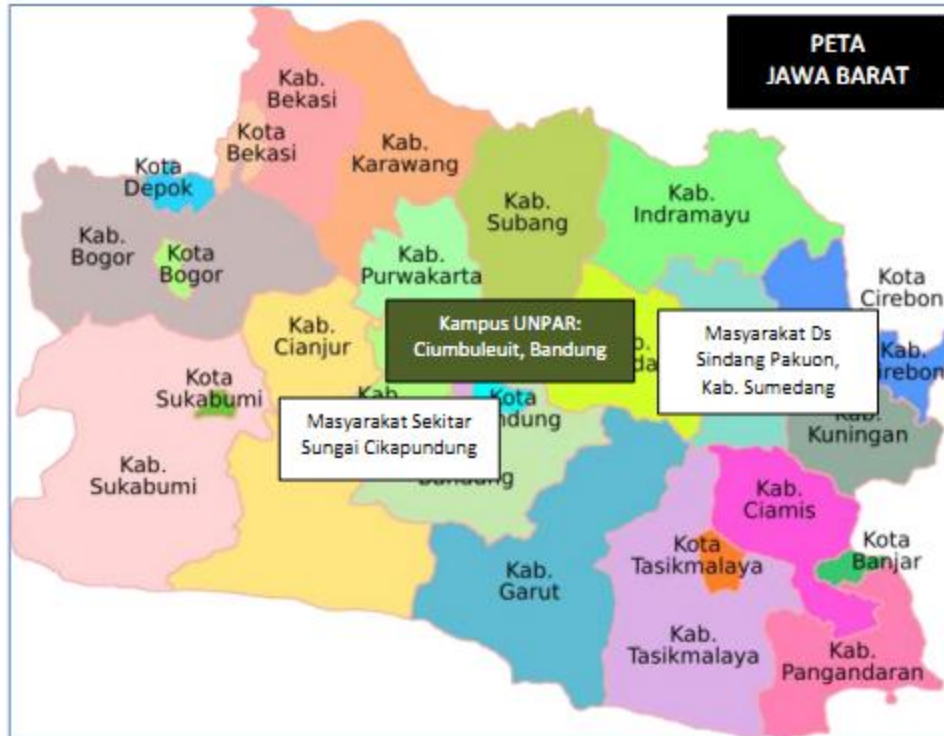 PETA
JAWA BARAT
Kab.
Bekasi
Kota
Bekasi
Kab.
Karawang
Kota
Depok
Kab.
Subang
Kab.
Indramayu
Kab.
Bogor
Kota
Bogor
Kab.
Purwakarta
Kota
Cirebon
Kab.
Cianjur
Kampus UNPAR:
Ciumbuleuit, Bandung
Masyarakat Ds
Sindang Pakuon,
Kab. Sumedang
Kab.
Kota
Sukabumi
Kab.
Kota
Masyarakat Sekitar
Sungai Cikapundung
Kab.
Kuningan
Kab.
Sukabumi
Bandung
Kab.
Ciamis
Kota
Tasikmalaya
Kota
Banjar
Kab.
Garut
Kab.
Tasikmalaya
Kab.
Pangandaran